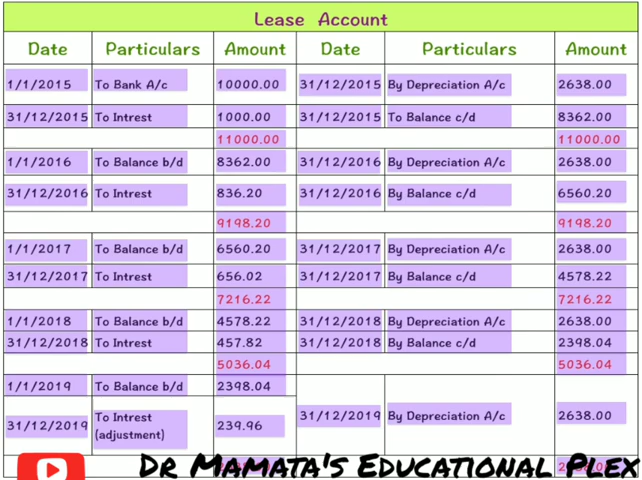 Lease Account
Date Particulars Amount Date Particulars Amount
1/1/2015 To Bank A/c 10000.00 31/12/2015 By Depreciation A/c 2638.00
31/12/2015 To Intrest 1000.00 31/12/2015 To Balance c/d 8362.00
11000.00 11000.00
1/1/2016 To Balance b/d 8362.00 31/12/2016 By Depreciation A/c 2638.00
31/12/2016 To Intrest 836.20 31/12/2016 By Balance c/d 6560.20
9198.20 9198.20
1/1/2017 To Balance b/d 6560.20 31/12/2017 By Depreciation A/c 2638.00
31/12/2017 To Intrest 656.02 31/12/2017 By Balance c/d 4578.22
7216.22 7216.22
1/1/2018 To Balance b/d 4578.22 31/12/2018 By Depreciation A/c 2638.00
31/12/2018 To Intrest 457.82 31/12/2018 By Balance c/d 2398.04
5036.04 5036.04
1/1/2019 To Balance b/d 2398.04
31/12/2019 To Intrest (adjustment) 239.96 31/12/2019 By Depreciation A/c 2638.00
Dr Mamata's Educational Plex